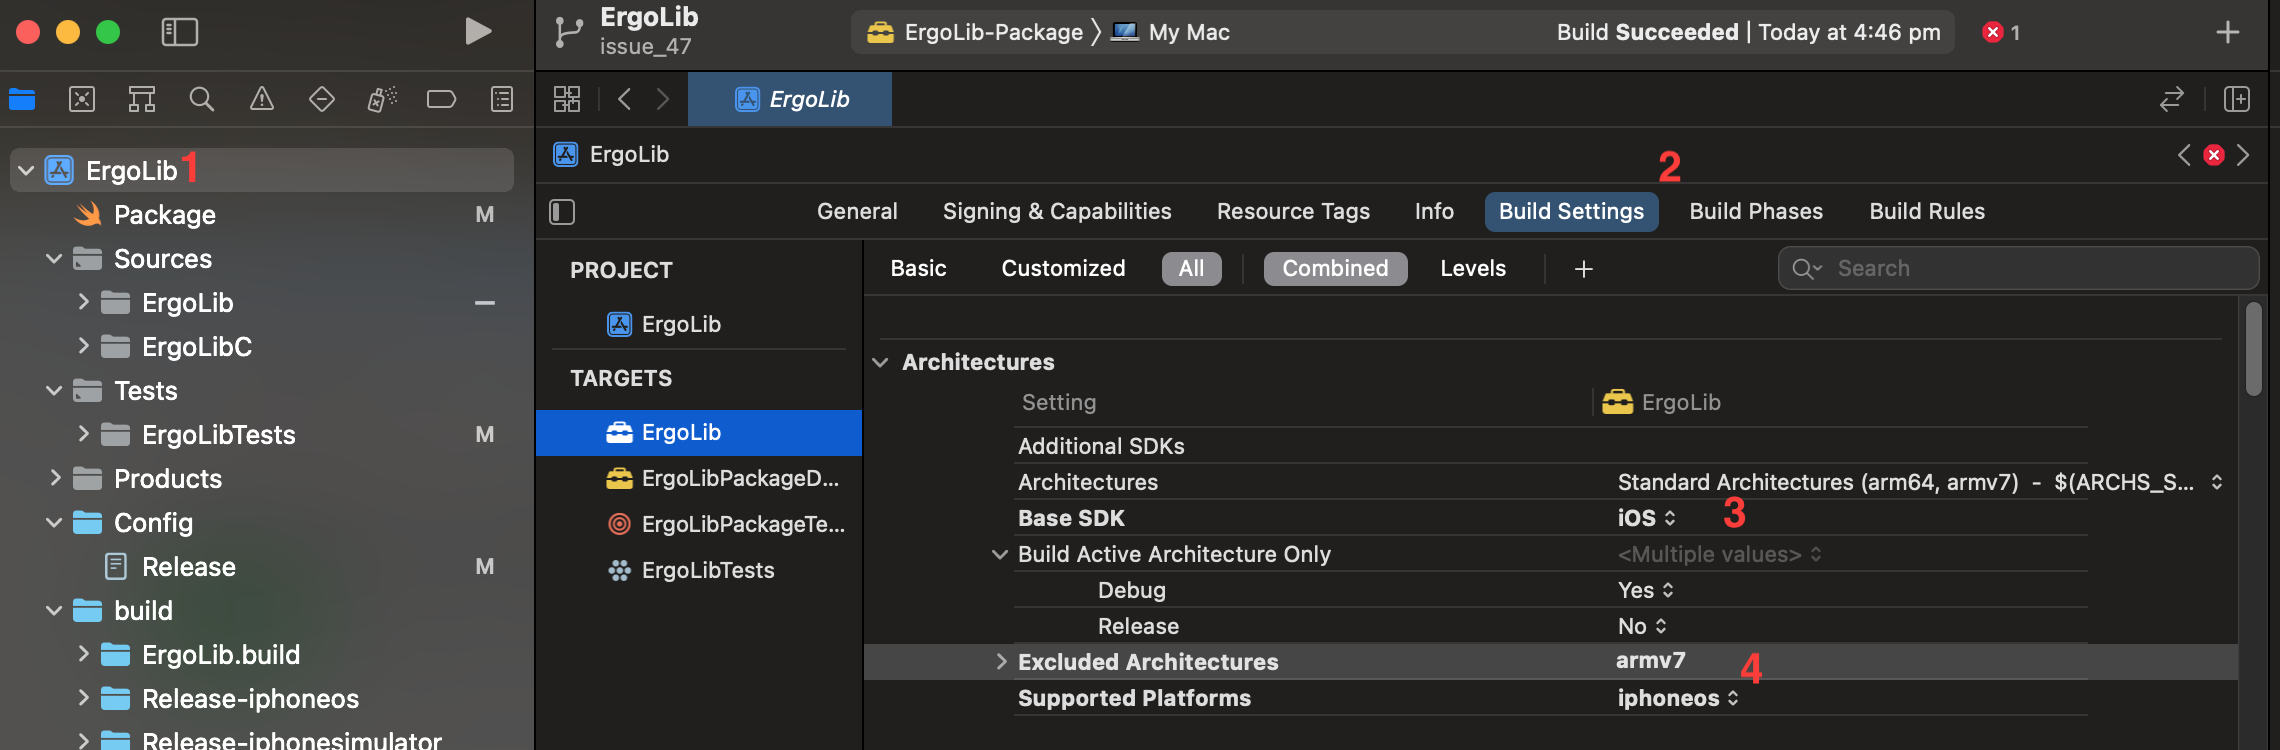 ErgoLib
issue_47
ErgoLib-Package
My Mac
Build Succeeded | Today at 4:46 pm
1
ErgoLib
ErgoLib 1
Package M
Sources
ErgoLib
ErgoLibC
Tests
ErgoLibTests M
Products
Config
Release M
build
ErgoLib.build
Release-iphoneos
Release-iphonesimulator
ErgoLib
2
General Signing & Capabilities Resource Tags Info Build Settings Build Phases Build Rules
PROJECT
ErgoLib
TARGETS
ErgoLib
ErgoLibPackageD...
ErgoLibPackageTe...
ErgoLibTests
Basic Customized All Combined Levels + Search
Architectures
Setting ErgoLib
Additional SDKs
Architectures Standard Architectures (arm64, armv7) - $(ARCHS_S...
Base SDK iOS 3
Build Active Architecture Only <Multiple values>
Debug Yes
Release No
Excluded Architectures armv7 4
Supported Platforms iphoneos